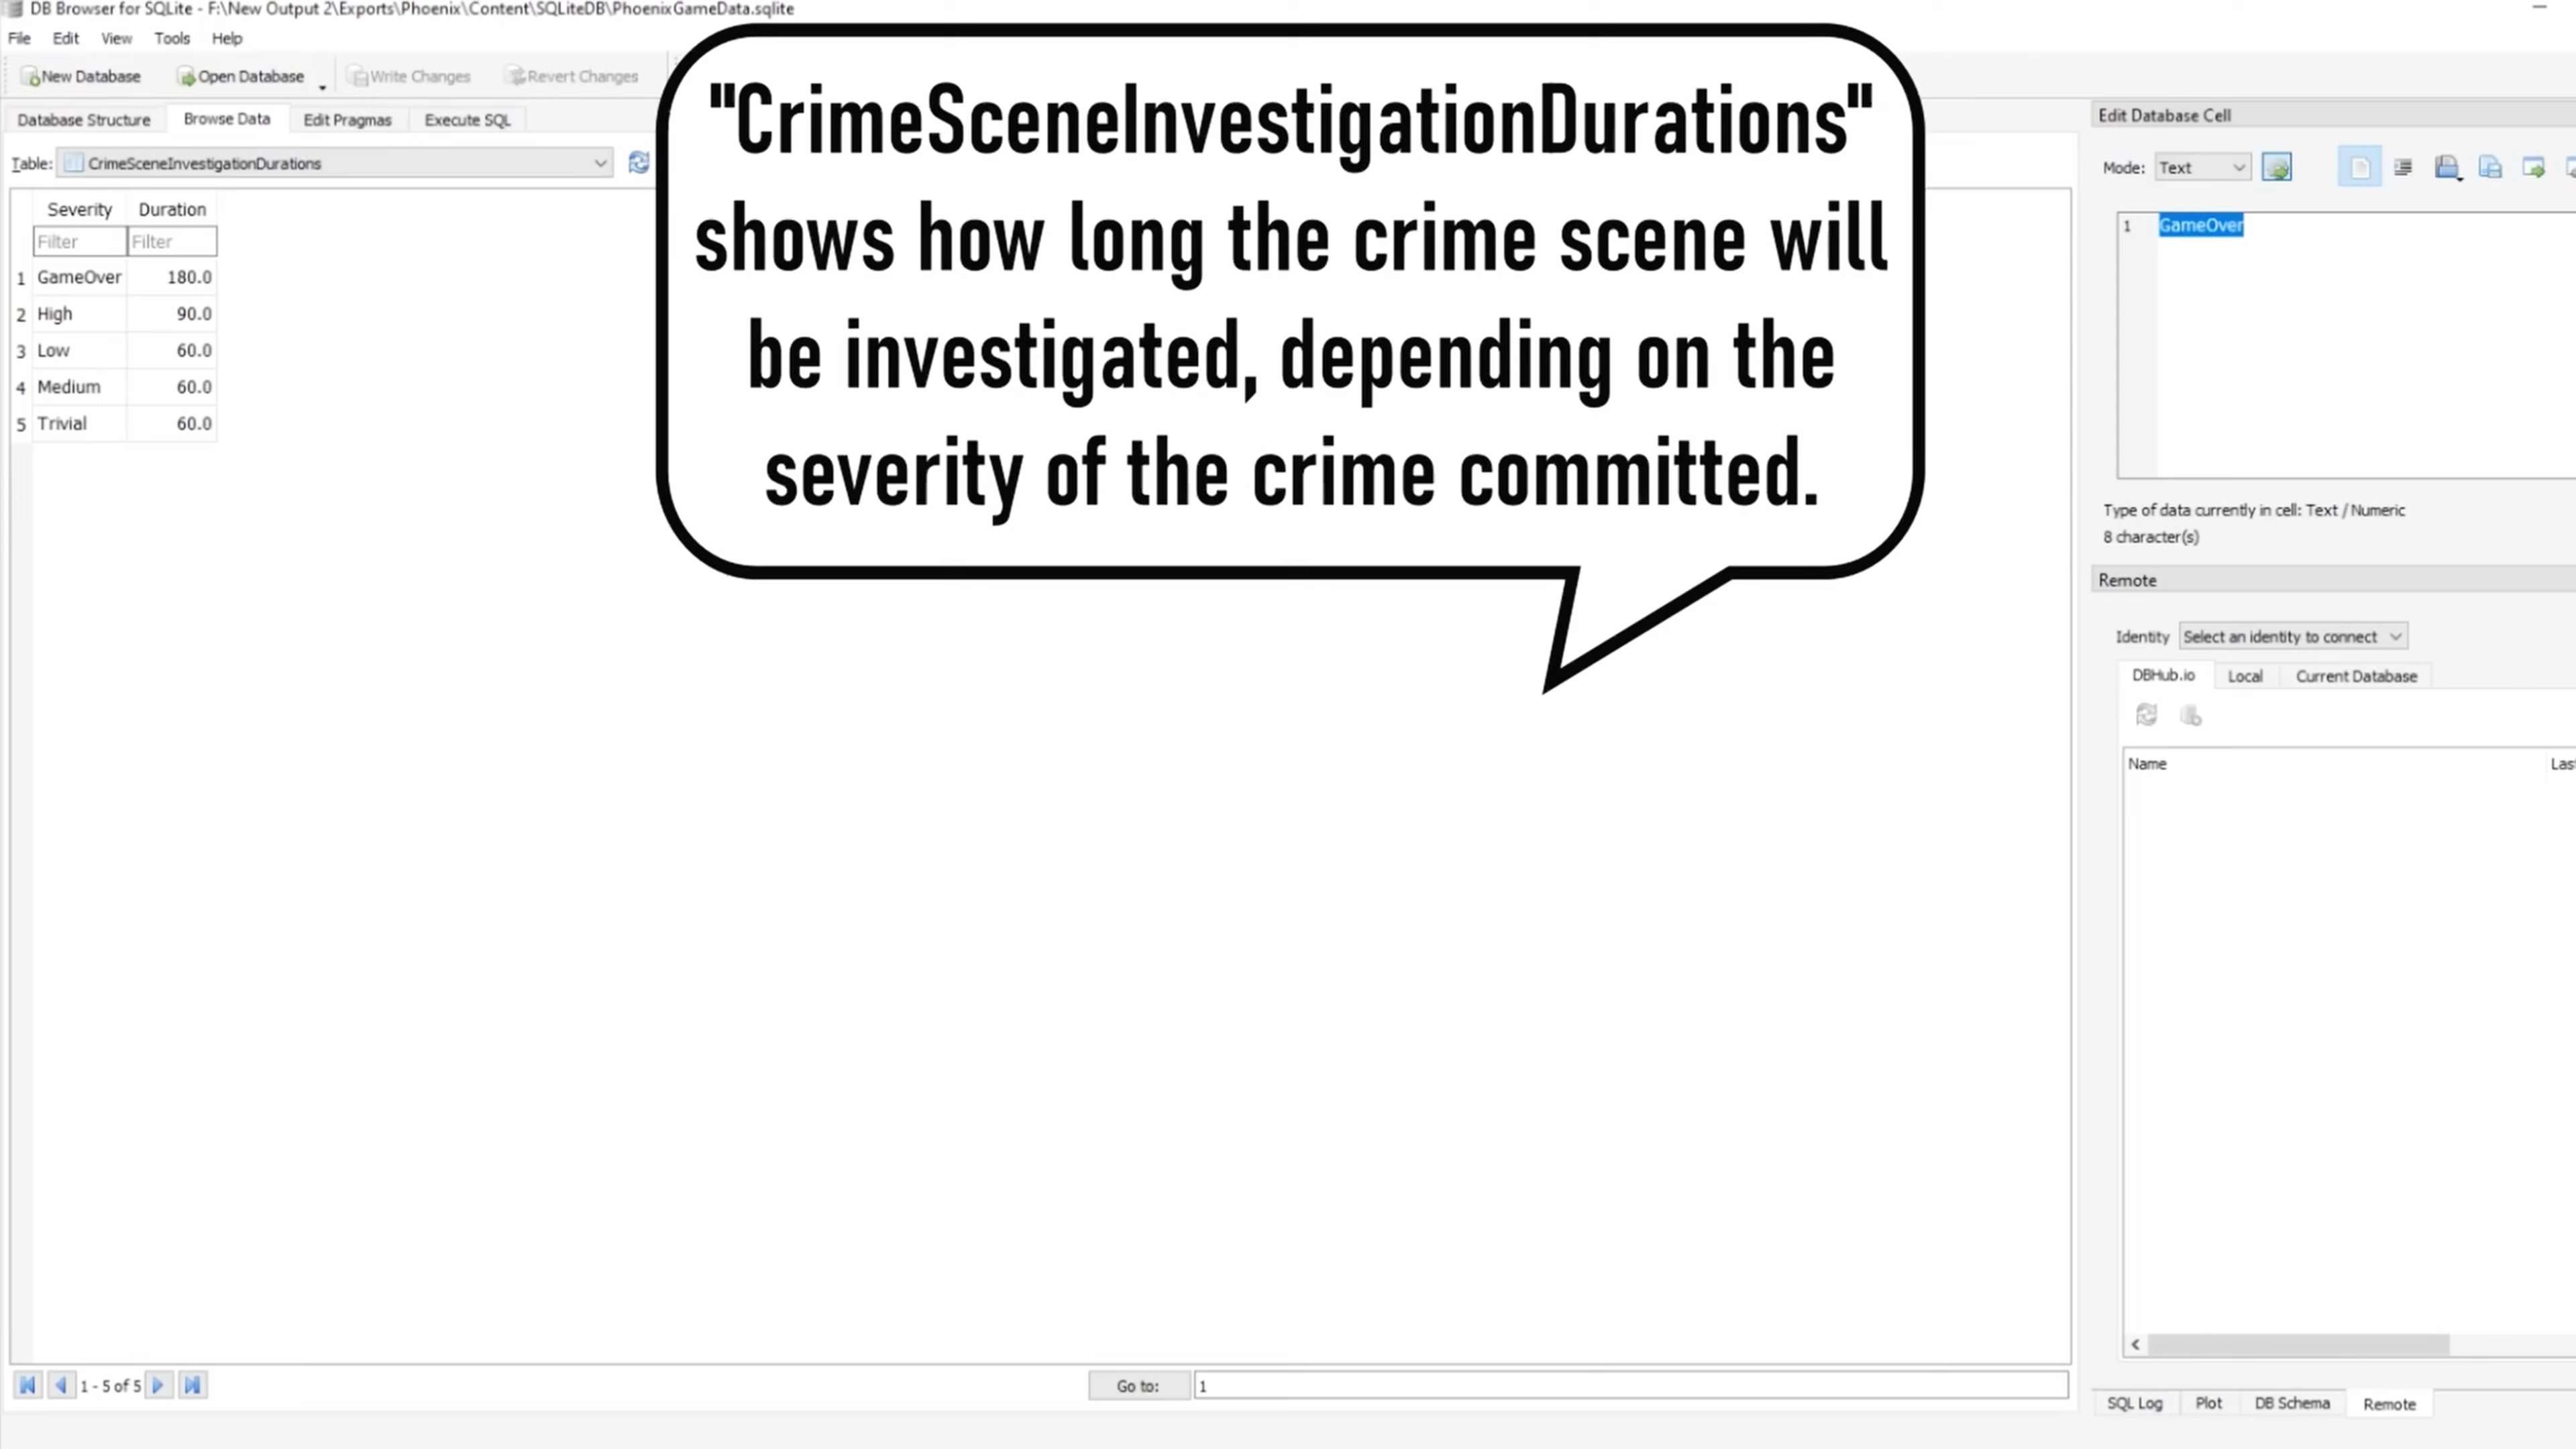 DB Browser for SQLite - F:\New Output 2\Exports\Phoenix\Content\SQLiteDB\PhoenixGameData.sqlite
File Edit View Tools Help
New Database Open Database Write Changes Revert Changes
Database Structure Browse Data Edit Pragmas Execute SQL
Table: CrimeSceneInvestigationDurations
Severity Duration
Filter Filter
1 GameOver 180.0
2 High 90.0
3 Low 60.0
4 Medium 60.0
5 Trivial 60.0
"CrimeSceneInvestigationDurations"
shows how long the crime scene will
be investigated, depending on the
severity of the crime committed.
Edit Database Cell
Mode: Text
1 GameOver
Type of data currently in cell: Text / Numeric
8 character(s)
Remote
Identity Select an identity to connect
DBHub.io Local Current Database
Name Las
1 - 5 of 5
Go to: 1
SQL Log Plot DB Schema Remote